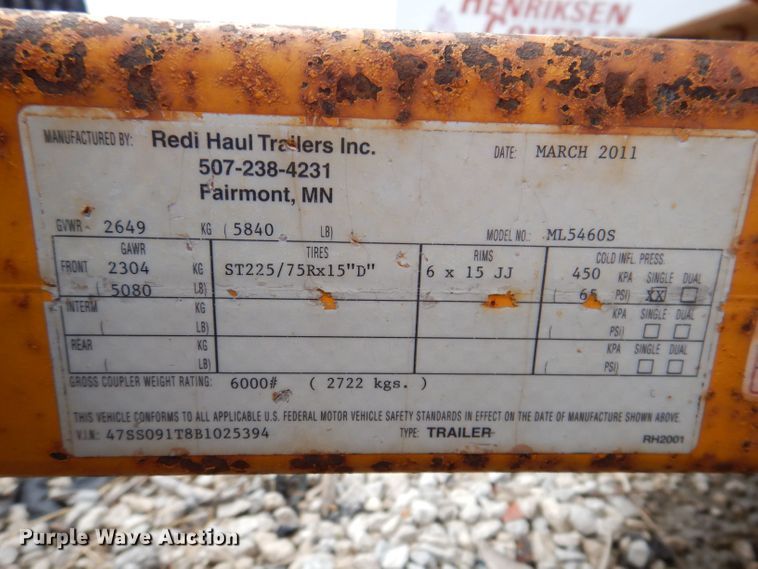 HENRIKSEN
MANUFACTURED BY: Redi Haul Trailers Inc.
507-238-4231
Fairmont, MN
DATE: MARCH 2011
GVWR - 2649 KG ( 5840 LB) MODEL NO.: ML5460S
GAWR TIRES RIMS COLD INFL. PRESS.
FRONT 2304 KG ST225/75Rx15"D" 6 x 15 JJ 450 KPA SINGLE DUAL
( 5080 LB) ( 65 PSI) XX
INTERM KG KPA SINGLE DUAL
( LB) ( PSI)
REAR KG KPA SINGLE DUAL
( LB) ( PSI)
GROSS COUPLER WEIGHT RATING: 6000# ( 2722 kgs. )
THIS VEHICLE CONFORMS TO ALL APPLICABLE U.S. FEDERAL MOTOR VEHICLE SAFETY STANDARDS IN EFFECT ON THE DATE OF MANUFACTURE SHOWN ABOVE.
V.I.N: 47SS091T8B1025394 TYPE: TRAILER RH2001
Purple Wave Auction